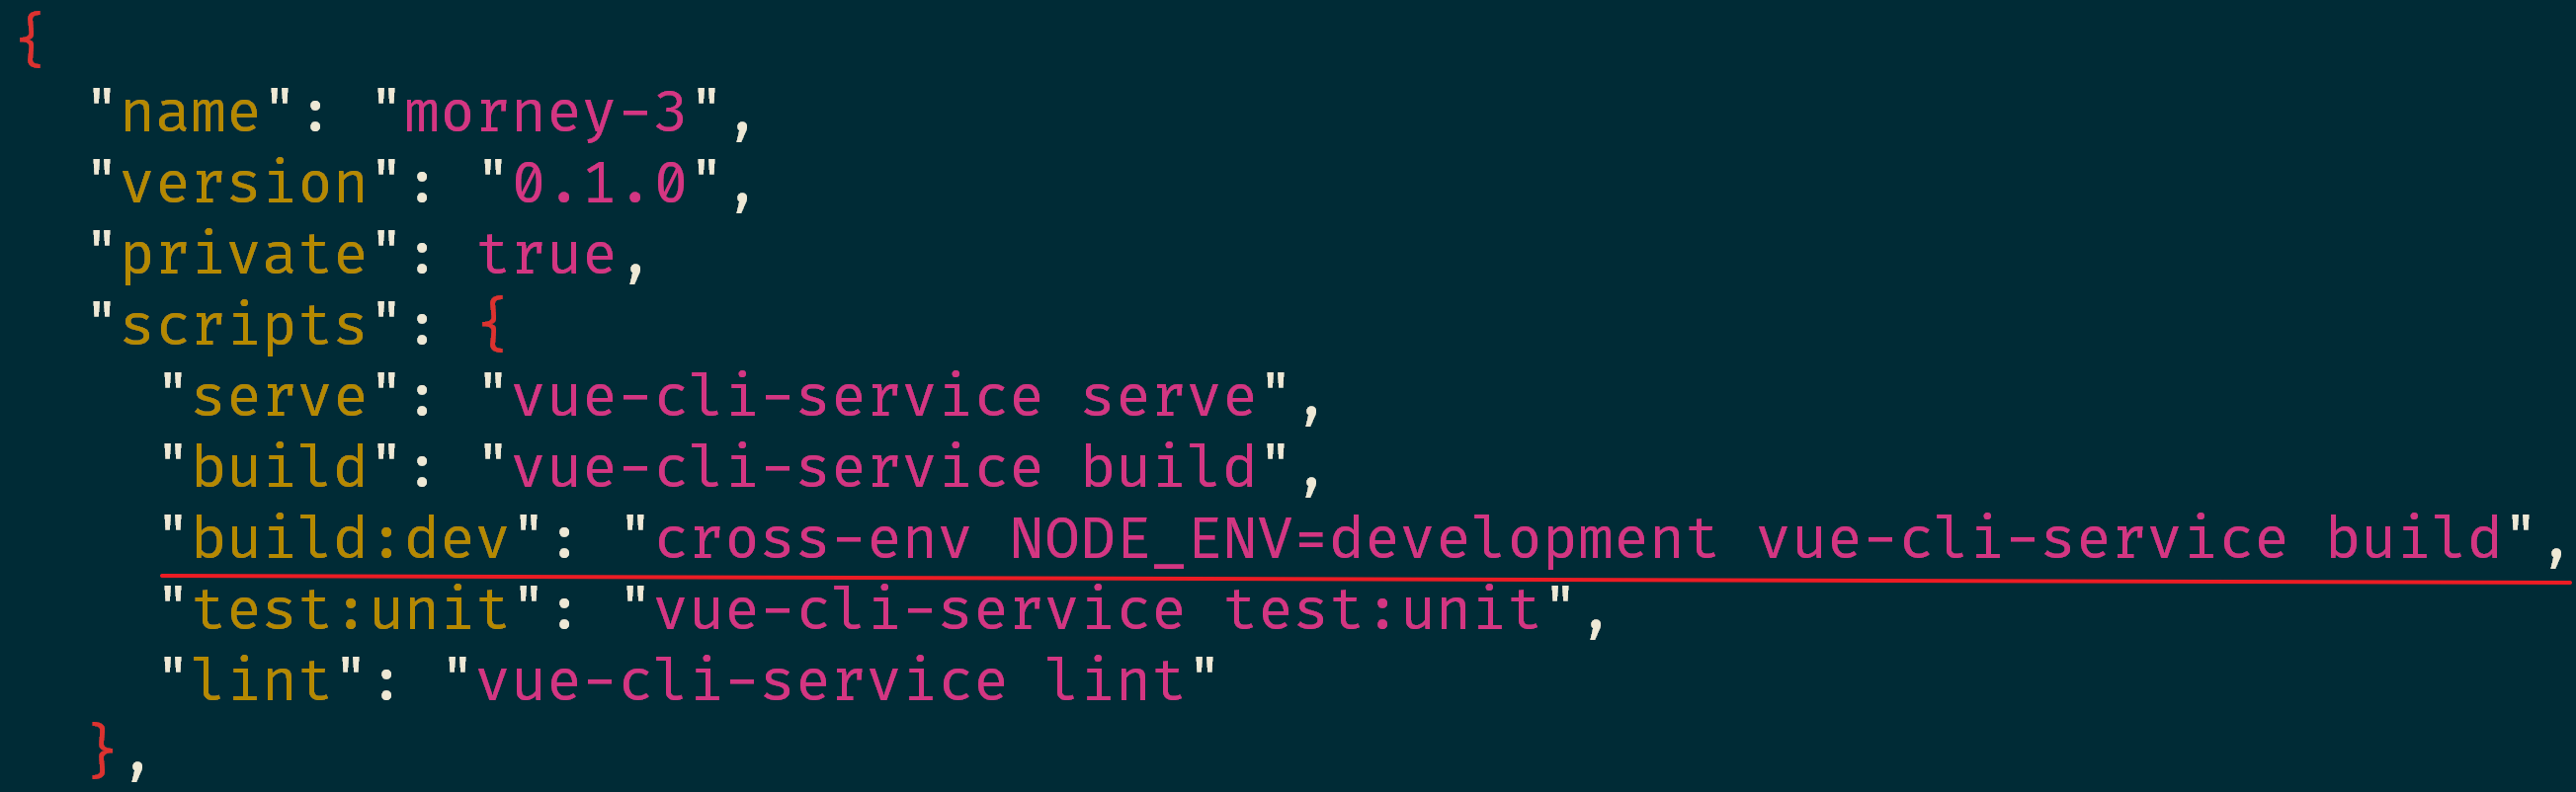 {
"name": "morney-3",
"version": "0.1.0",
"private": true,
"scripts": {
"serve": "vue-cli-service serve",
"build": "vue-cli-service build",
"build:dev": "cross-env NODE_ENV=development vue-cli-service build",
"test:unit": "vue-cli-service test:unit",
"lint": "vue-cli-service lint"
},